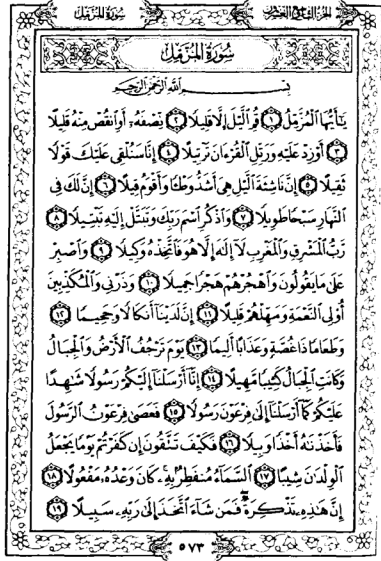 الجزء التاسع والعشرون سورة المزمل
سُورَةُ المُزَّمِّل
بِسْمِ ٱللَّهِ ٱلرَّحْمَٰنِ ٱلرَّحِيمِ
يَٰٓأَيُّهَا ٱلْمُزَّمِّلُ ١ قُمِ ٱلَّيْلَ إِلَّا قَلِيلًا ٢ نِّصْفَهُۥٓ أَوِ ٱنقُصْ مِنْهُ قَلِيلًا
٣ أَوْ زِدْ عَلَيْهِ وَرَتِّلِ ٱلْقُرْءَانَ تَرْتِيلًا ٤ إِنَّا سَنُلْقِى عَلَيْكَ قَوْلًا
ثَقِيلًا ٥ إِنَّ نَاشِئَةَ ٱلَّيْلِ هِىَ أَشَدُّ وَطْـًٔا وَأَقْوَمُ قِيلًا ٦ إِنَّ لَكَ فِى
ٱلنَّهَارِ سَبْحًا طَوِيلًا ٧ وَٱذْكُرِ ٱسْمَ رَبِّكَ وَتَبَتَّلْ إِلَيْهِ تَبْتِيلًا ٨
رَّبُّ ٱلْمَشْرِقِ وَٱلْمَغْرِبِ لَآ إِلَٰهَ إِلَّا هُوَ فَٱتَّخِذْهُ وَكِيلًا ٩ وَٱصْبِرْ
عَلَىٰ مَا يَقُولُونَ وَٱهْجُرْهُمْ هَجْرًا جَمِيلًا ١٠ وَذَرْنِى وَٱلْمُكَذِّبِينَ
أُو۟لِى ٱلنَّعْمَةِ وَمَهِّلْهُمْ قَلِيلًا ١١ إِنَّ لَدَيْنَآ أَنكَالًا وَجَحِيمًا ١٢
وَطَعَامًا ذَا غُصَّةٍ وَعَذَابًا أَلِيمًا ١٣ يَوْمَ تَرْجُفُ ٱلْأَرْضُ وَٱلْجِبَالُ
وَكَانَتِ ٱلْجِبَالُ كَثِيبًا مَّهِيلًا ١٤ إِنَّآ أَرْسَلْنَآ إِلَيْكُمْ رَسُولًا شَٰهِدًا
عَلَيْكُمْ كَمَآ أَرْسَلْنَآ إِلَىٰ فِرْعَوْنَ رَسُولًا ١٥ فَعَصَىٰ فِرْعَوْنُ ٱلرَّسُولَ
فَأَخَذْنَٰهُ أَخْذًا وَبِيلًا ١٦ فَكَيْفَ تَتَّقُونَ إِن كَفَرْتُمْ يَوْمًا يَجْعَلُ
ٱلْوِلْدَٰنَ شِيبًا ١٧ ٱلسَّمَآءُ مُنفَطِرٌۢ بِهِۦ ۚ كَانَ وَعْدُهُۥ مَفْعُولًا ١٨
إِنَّ هَٰذِهِۦ تَذْكِرَةٌ ۖ فَمَن شَآءَ ٱتَّخَذَ إِلَىٰ رَبِّهِۦ سَبِيلًا ١٩
٥٧٣